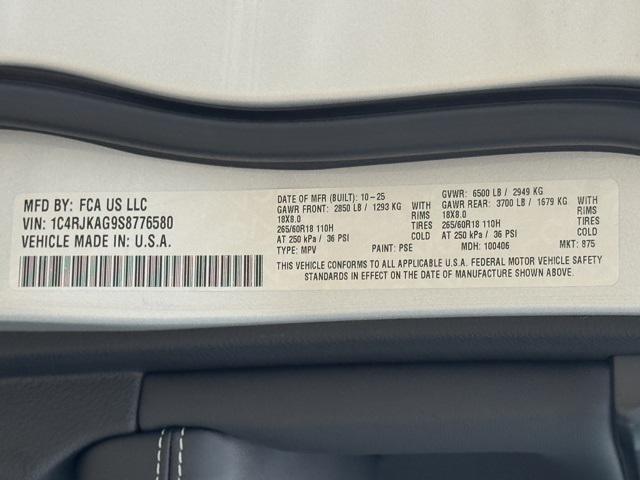 MFD BY: FCA US LLC
VIN: 1C4RJKAG9S8776580
VEHICLE MADE IN: U.S.A.
DATE OF MFR (BUILT): 10-25
GAWR FRONT: 2850 LB / 1293 KG WITH
18X8.0 RIMS
265/60R18 110H TIRES
AT 250 kPa / 36 PSI COLD
TYPE: MPV PAINT: PSE
GVWR: 6500 LB / 2949 KG
GAWR REAR: 3700 LB / 1679 KG WITH
18X8.0 RIMS
265/60R18 110H TIRES
AT 250 kPa / 36 PSI COLD
MDH: 100406 MKT: 875
THIS VEHICLE CONFORMS TO ALL APPLICABLE U.S.A. FEDERAL MOTOR VEHICLE SAFETY
STANDARDS IN EFFECT ON THE DATE OF MANUFACTURE SHOWN ABOVE.